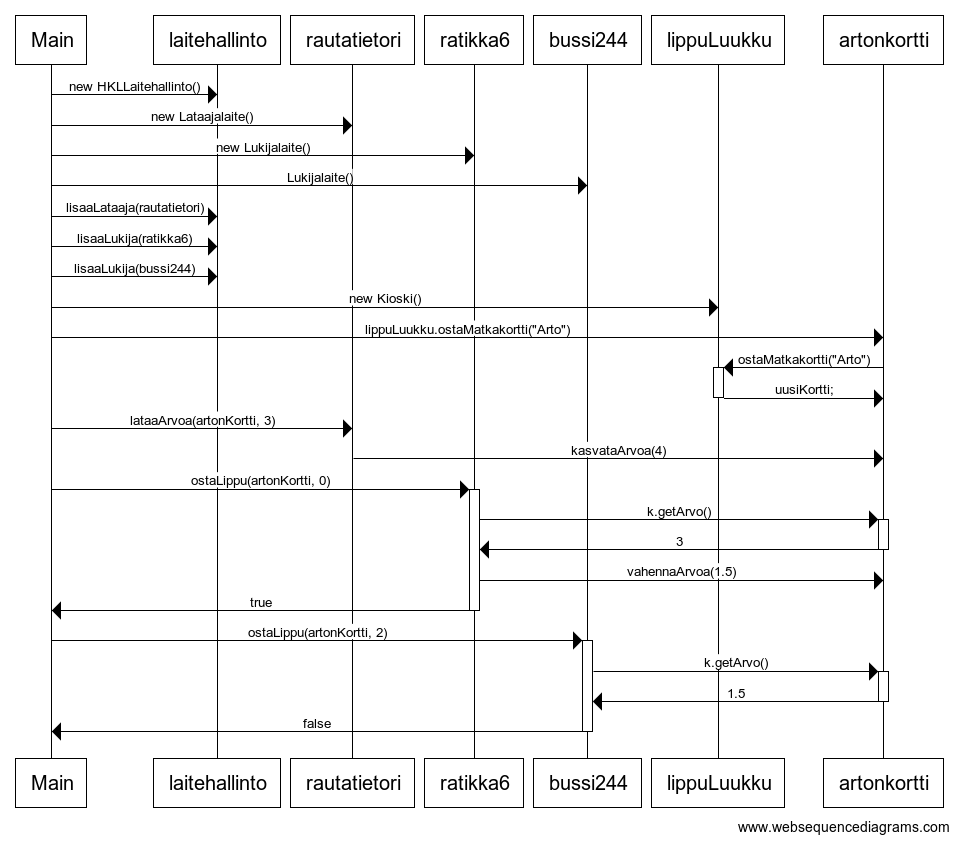 Main laitehallinto rautatietori ratikka6 bussi244 lippuLuukku artonkortti
new HKLLaitehallinto()
new Lataajalaite()
new Lukijalaite()
Lukijalaite()
lisaaLataaja(rautatietori)
lisaaLukija(ratikka6)
lisaaLukija(bussi244)
new Kioski()
lippuLuukku.ostaMatkakortti("Arto")
ostaMatkakortti("Arto")
uusiKortti;
lataaArvoa(artonKortti, 3)
kasvataArvoa(4)
ostaLippu(artonKortti, 0)
k.getArvo()
3
vahennaArvoa(1.5)
true
ostaLippu(artonKortti, 2)
k.getArvo()
1.5
false
Main laitehallinto rautatietori ratikka6 bussi244 lippuLuukku artonkortti
www.websequencediagrams.com